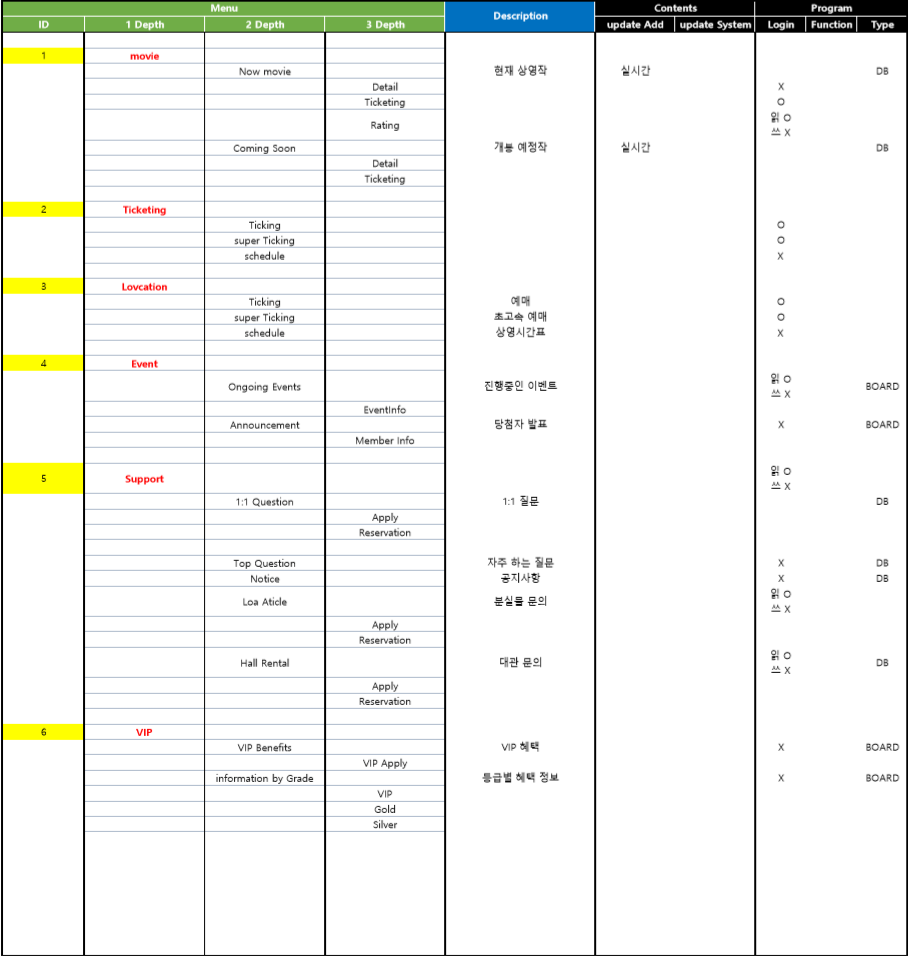 Menu Description Contents Program
ID 1 Depth 2 Depth 3 Depth update Add update System Login Function Type
1 movie
Now movie 현재 상영작 실시간 DB
Detail X
Ticketing O
Rating 읽 O
쓰 X
Coming Soon 개봉 예정작 실시간 DB
Detail
Ticketing
2 Ticketing
Ticking O
super Ticking O
schedule X
3 Lovcation
Ticking 예매 O
super Ticking 초고속 예매 O
schedule 상영시간표 X
4 Event
Ongoing Events 진행중인 이벤트 읽 O BOARD
쓰 X
EventInfo
Announcement 당첨자 발표 X BOARD
Member Info
5 Support 읽 O
쓰 X
1:1 Question 1:1 질문 DB
Apply
Reservation
Top Question 자주 하는 질문 X DB
Notice 공지사항 X DB
Loa Aticle 분실물 문의 읽 O
쓰 X
Apply
Reservation
Hall Rental 대관 문의 읽 O DB
쓰 X
Apply
Reservation
6 VIP
VIP Benefits VIP 혜택 X BOARD
VIP Apply
information by Grade 등급별 혜택 정보 X BOARD
VIP
Gold
Silver